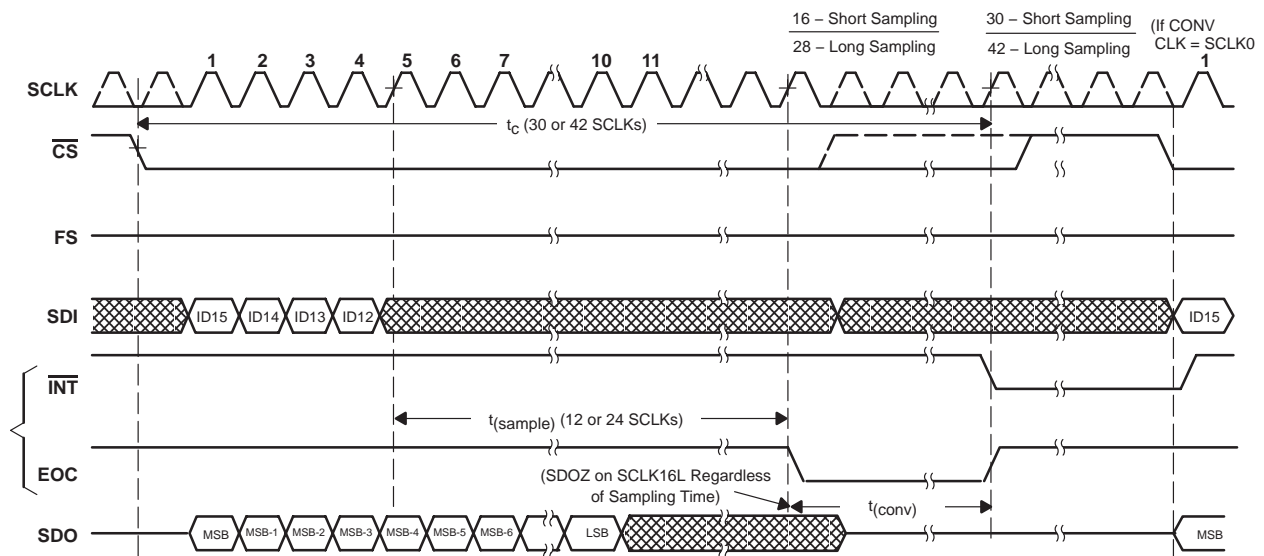 16 – Short Sampling
28 – Long Sampling
30 – Short Sampling
42 – Long Sampling
(If CONV
CLK = SCLK0
1 2 3 4 5 6 7 10 11 1
SCLK
tc (30 or 42 SCLKs)
CS
FS
SDI
ID15 ID14 ID13 ID12 ID15
INT
t(sample) (12 or 24 SCLKs)
EOC
(SDOZ on SCLK16L Regardless
of Sampling Time)
t(conv)
SDO
MSB MSB-1 MSB-2 MSB-3 MSB-4 MSB-5 MSB-6 LSB MSB